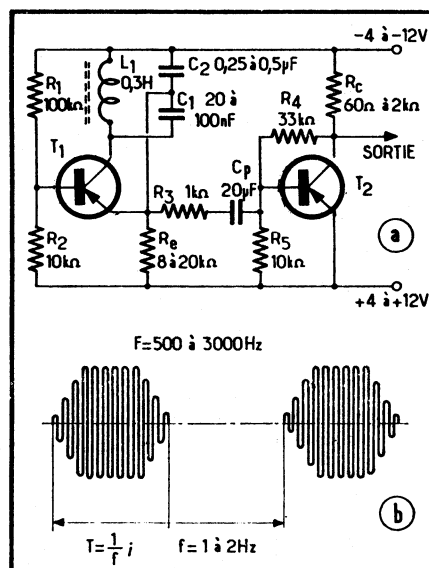 -4 à -12V
R1
100kΩ
L1
0,3H
C2 0,25 à 0,5µF
C1 20 à
100nF
Rc
60Ω à 2kΩ
R4
33kΩ
SORTIE
T1
R3 1kΩ
Cp
20µF
T2
R2
10kΩ
Re
8 à 20kΩ
R5
10kΩ
a
+4 à +12V
F=500 à 3000Hz
T=1/f i
f=1 à 2Hz
b